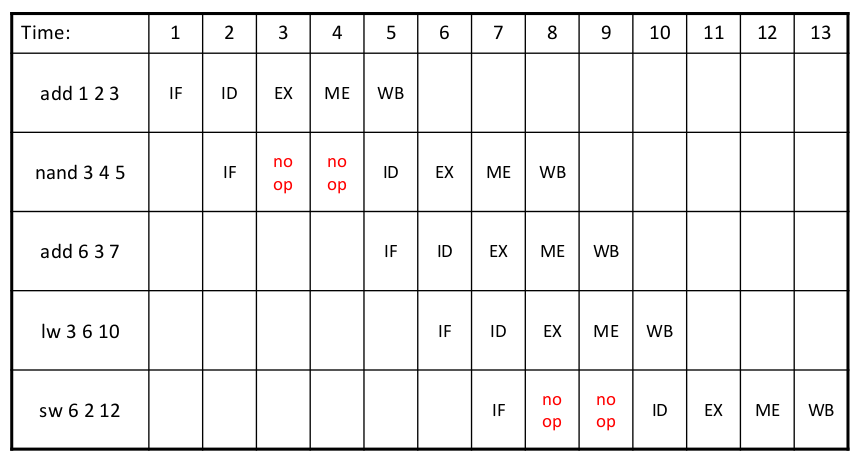 Time: 1 2 3 4 5 6 7 8 9 10 11 12 13
add 1 2 3 IF ID EX ME WB
nand 3 4 5 IF no op no op ID EX ME WB
add 6 3 7 IF ID EX ME WB
lw 3 6 10 IF ID EX ME WB
sw 6 2 12 IF no op no op ID EX ME WB